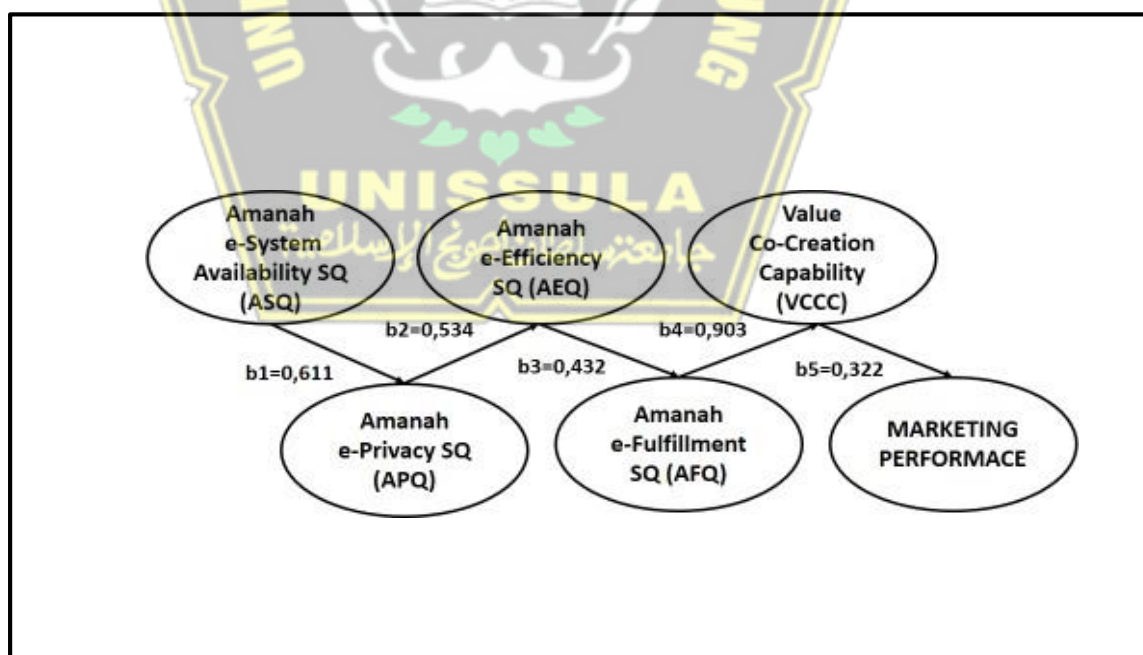 UNI
UNG
UNISSULA
Amanah
e-System
Availability SQ
(ASQ)
Amanah
e-Efficiency
SQ (AEQ)
Value
Co-Creation
Capability
(VCCC)
b1=0,611
b2=0,534
b3=0,432
b4=0,903
b5=0,322
Amanah
e-Privacy SQ
(APQ)
Amanah
e-Fulfillment
SQ (AFQ)
MARKETING
PERFORMACE